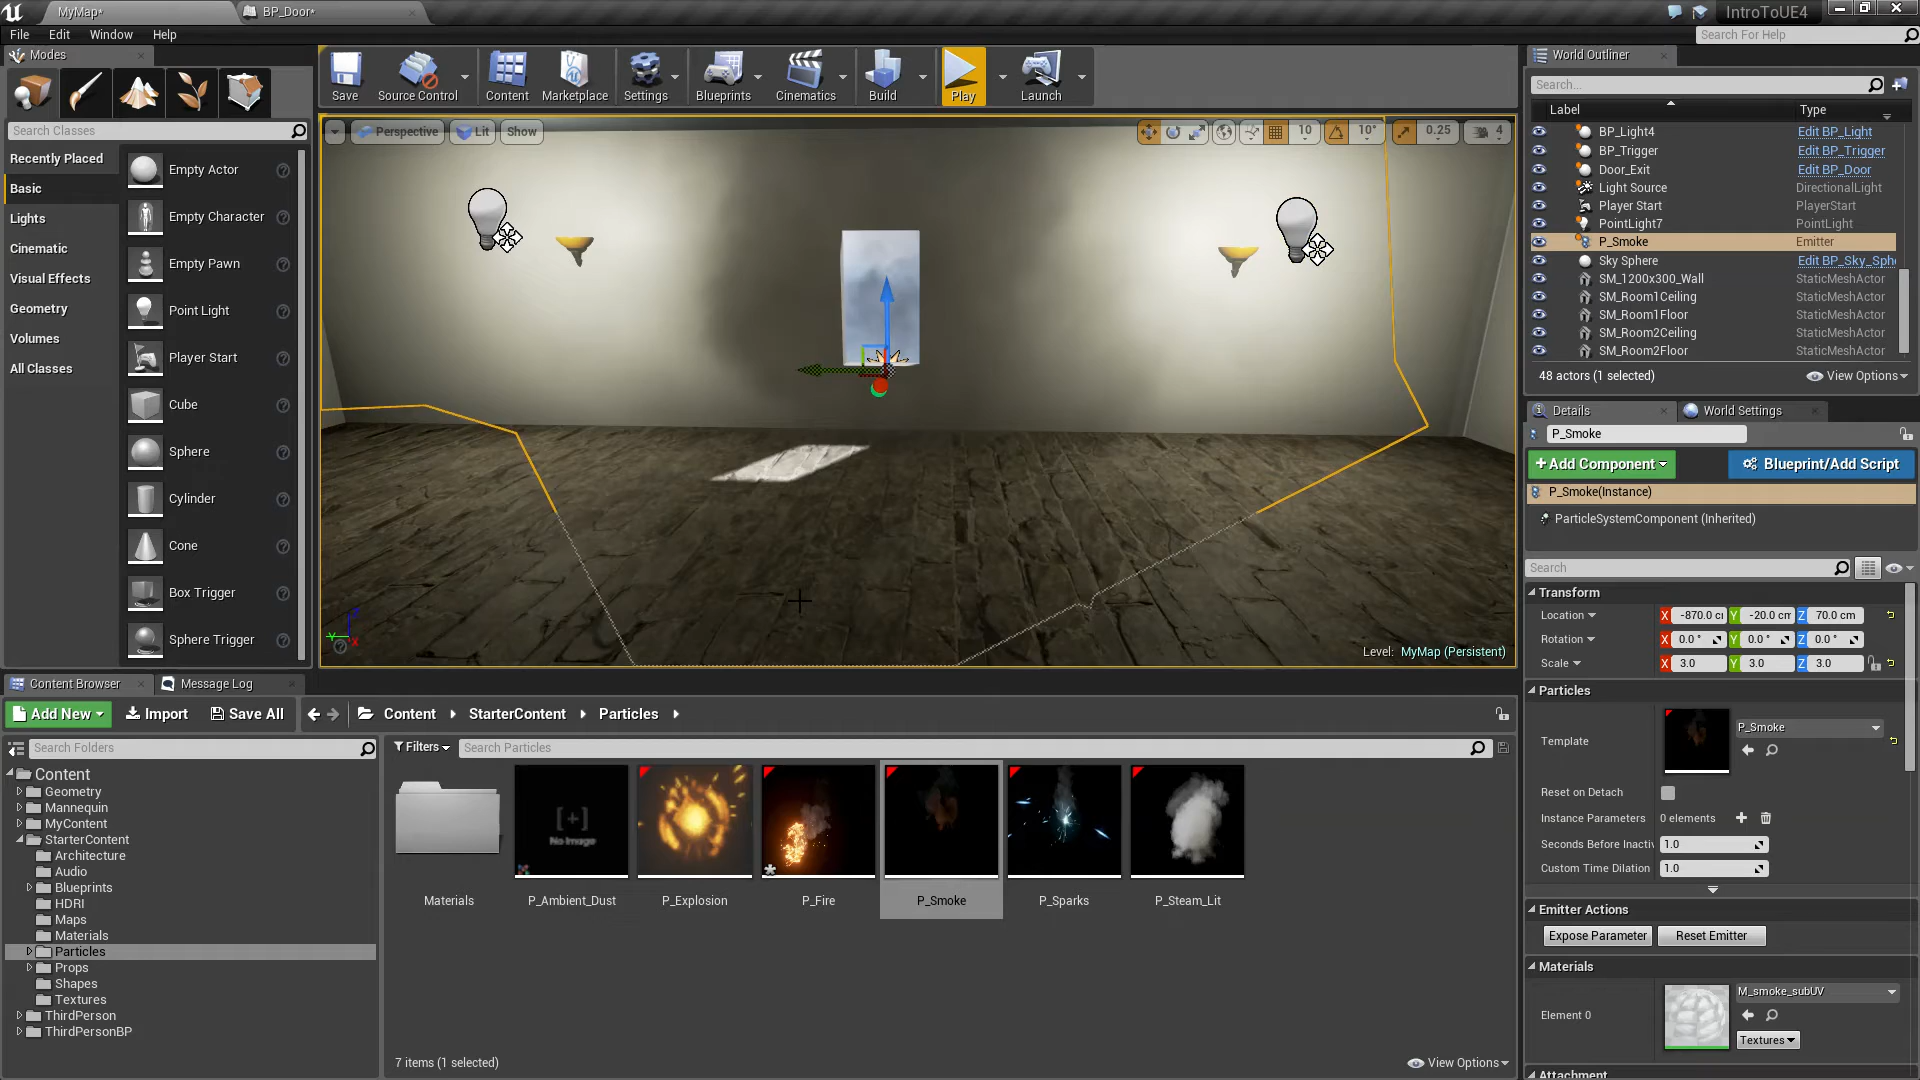 MyMap*
BP_Door*
IntroToUE4
File Edit Window Help
Search For Help
Modes
Save
Source Control
Content
Marketplace
Settings
Blueprints
Cinematics
Build
Play
Launch
World Outliner
Search...
Label
Type
BP_Light4 Edit BP_Light
BP_Trigger Edit BP_Trigger
Door_Exit Edit BP_Door
Light Source DirectionalLight
Player Start PlayerStart
PointLight7 PointLight
P_Smoke Emitter
Sky Sphere Edit BP_Sky_Sphe
SM_1200x300_Wall StaticMeshActor
SM_Room1Ceiling StaticMeshActor
SM_Room1Floor StaticMeshActor
SM_Room2Ceiling StaticMeshActor
SM_Room2Floor StaticMeshActor
48 actors (1 selected)
View Options
Search Classes
Recently Placed
Basic
Lights
Cinematic
Visual Effects
Geometry
Volumes
All Classes
Empty Actor
Empty Character
Empty Pawn
Point Light
Player Start
Cube
Sphere
Cylinder
Cone
Box Trigger
Sphere Trigger
Perspective
Lit
Show
10
10°
0.25
4
Level: MyMap (Persistent)
Details
World Settings
P_Smoke
+Add Component
Blueprint/Add Script
P_Smoke(Instance)
ParticleSystemComponent (Inherited)
Search
Transform
Location X -870.0 c Y -20.0 cm Z 70.0 cm
Rotation X 0.0 ° Y 0.0 ° Z 0.0 °
Scale X 3.0 Y 3.0 Z 3.0
Particles
Template
P_Smoke
Reset on Detach
Instance Parameters 0 elements
Seconds Before Inactiv 1.0
Custom Time Dilation 1.0
Emitter Actions
Expose Parameter
Reset Emitter
Materials
Element 0
M_smoke_subUV
Textures
Attachment
Content Browser
Message Log
Add New
Import
Save All
Content
StarterContent
Particles
Search Folders
Filters
Search Particles
Content
Geometry
Mannequin
MyContent
StarterContent
Architecture
Audio
Blueprints
HDRI
Maps
Materials
Particles
Props
Shapes
Textures
ThirdPerson
ThirdPersonBP
No Image
Materials
P_Ambient_Dust
P_Explosion
P_Fire
P_Smoke
P_Sparks
P_Steam_Lit
7 items (1 selected)
View Options